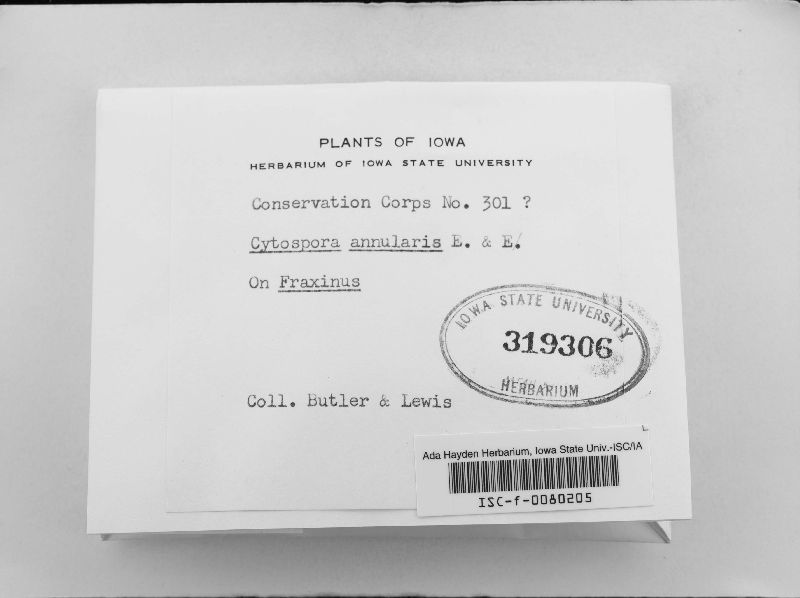 PLANTS OF IOWA
HERBARIUM OF IOWA STATE UNIVERSITY
Conservation Corps No. 301 ?
Cytospora annularis E. & E.
On Fraxinus
IOWA STATE UNIVERSITY
319306
HERBARIUM
Coll. Butler & Lewis
Ada Hayden Herbarium, Iowa State Univ.-ISC/IA
ISC-f-0080205